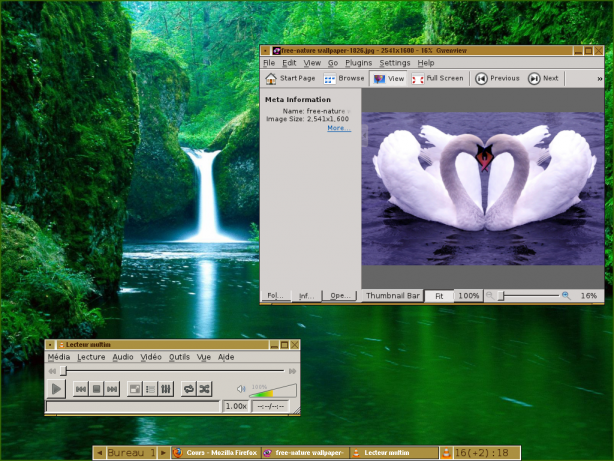 free-nature wallpaper-1826.jpg - 2541x1600 - 16% Gwenview
File Edit View Go Plugins Settings Help
Start Page Browse View Full Screen Previous Next »
Meta Information
Name: free-nature
Image Size: 2,541x1,600
More...
Fol... Inf... Ope... Thumbnail Bar Fit 100% 16%
Lecteur multim
Média Lecture Audio Vidéo Outils Vue Aide
100%
1.00x --:--/--:--
Bureau 1 Cours - Mozilla Firefox free-nature wallpaper- Lecteur multim 16(+2):18